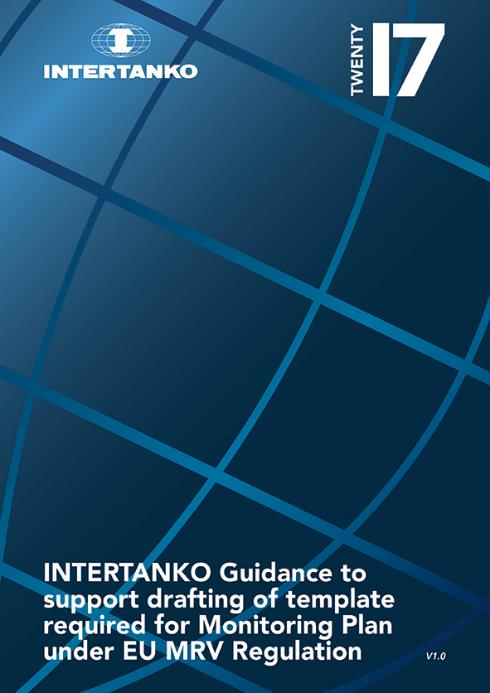 INTERTANKO
TWENTY 17
INTERTANKO Guidance to
support drafting of template
required for Monitoring Plan
under EU MRV Regulation
V1.0